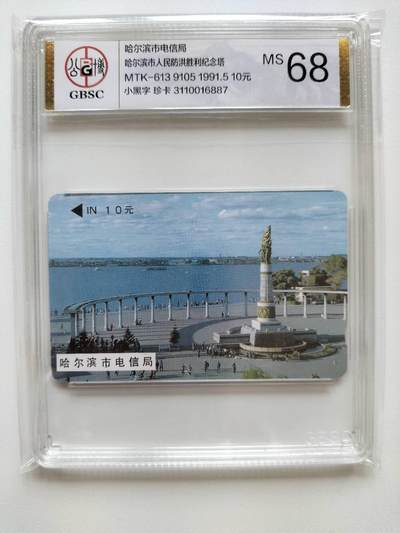 哈尔滨市电信局
哈尔滨市人民防洪胜利纪念塔
MTK-613 9105 1991.5 10元
小黑字 珍卡 3110016887
MS 68
公 G 博
GBSC
IN 10元
哈尔滨市电信局